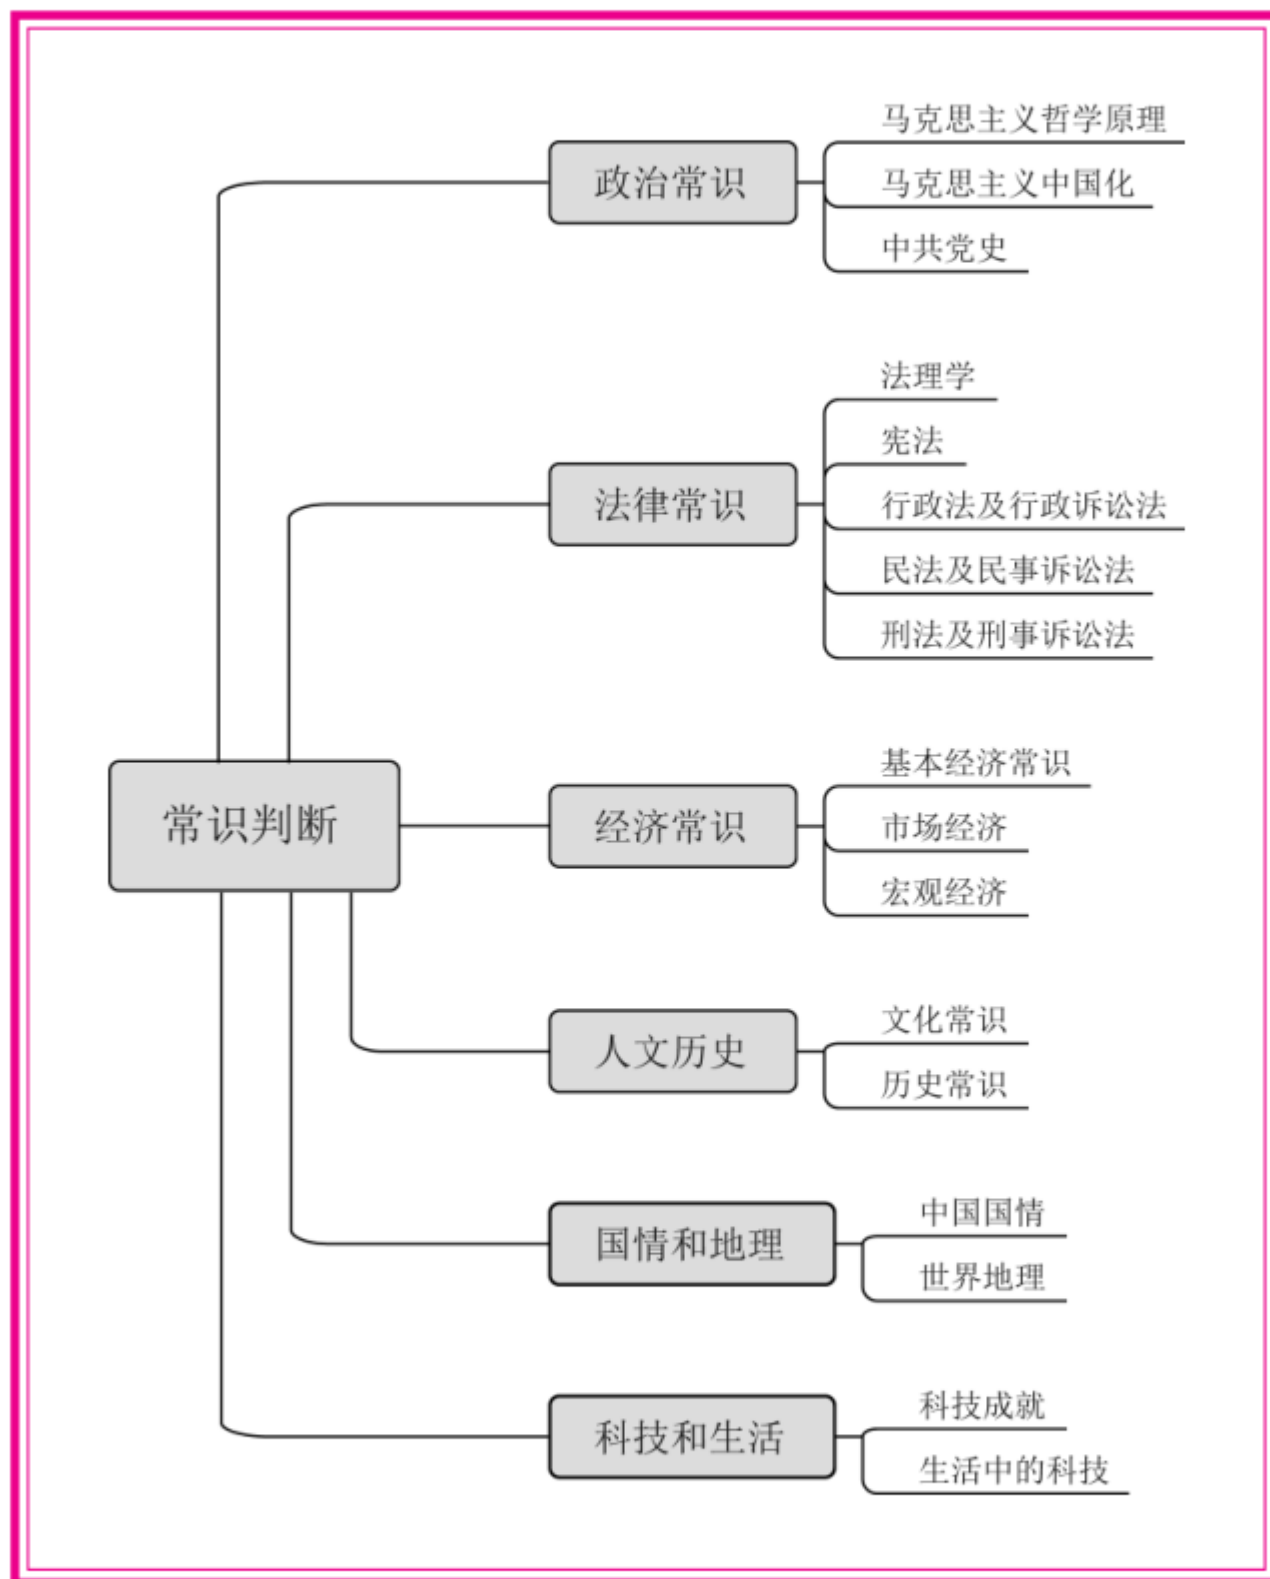 马克思主义哲学原理
政治常识
马克思主义中国化
中共党史
法理学
宪法
法律常识
行政法及行政诉讼法
民法及民事诉讼法
刑法及刑事诉讼法
基本经济常识
常识判断
经济常识
市场经济
宏观经济
文化常识
人文历史
历史常识
中国国情
国情和地理
世界地理
科技成就
科技和生活
生活中的科技